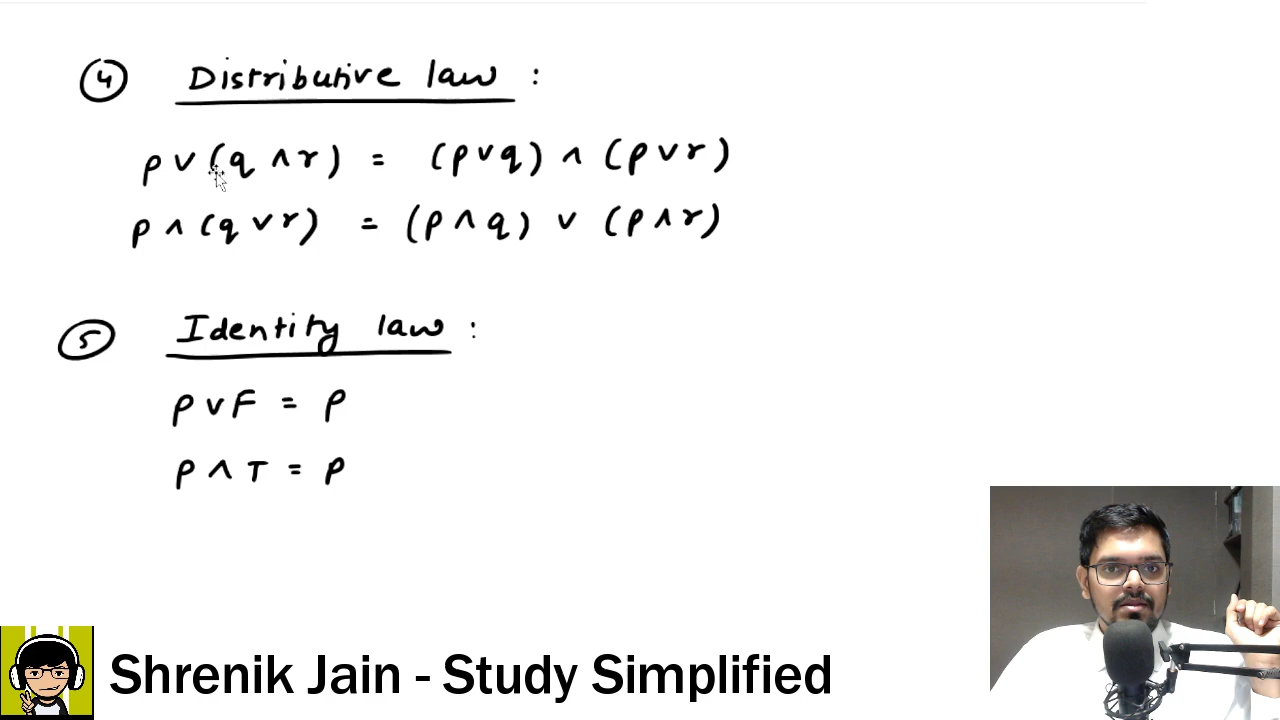 ④ Distributive law :
p ∨ (q ∧ r) = (p ∨ q) ∧ (p ∨ r)
p ∧ (q ∨ r) = (p ∧ q) ∨ (p ∧ r)
⑤ Identity law :
p ∨ F = p
p ∧ T = p
Shrenik Jain - Study Simplified